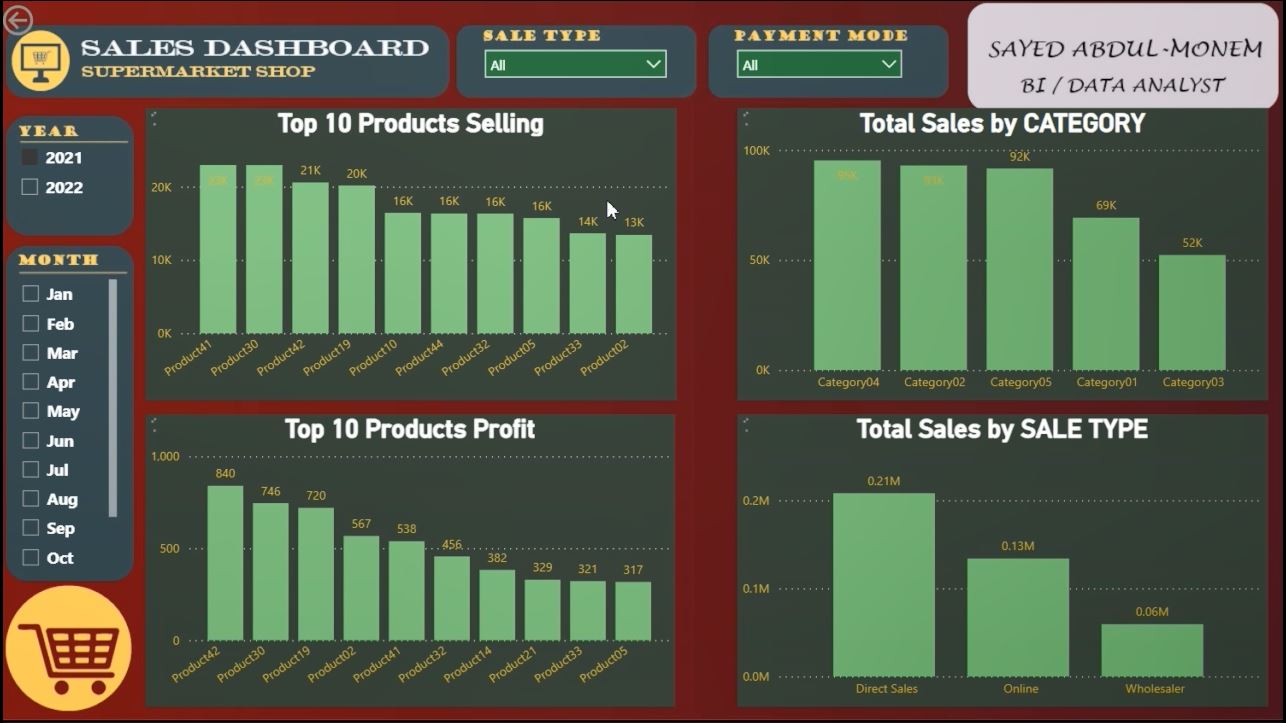 SALES DASHBOARD
SUPERMARKET SHOP
SALE TYPE
All
PAYMENT MODE
All
SAYED ABDUL-MONEM
BI / DATA ANALYST
YEAR
2021
2022
MONTH
Jan
Feb
Mar
Apr
May
Jun
Jul
Aug
Sep
Oct
Top 10 Products Selling
20K
10K
0K
23K
23K
21K
20K
16K
16K
16K
16K
14K
13K
Product41
Product30
Product42
Product19
Product10
Product44
Product32
Product05
Product33
Product02
Total Sales by CATEGORY
100K
50K
0K
92K
69K
52K
Category04
Category02
Category05
Category01
Category03
Top 10 Products Profit
1,000
500
0
840
746
720
567
538
456
382
329
321
317
Product42
Product30
Product19
Product02
Product41
Product32
Product14
Product21
Product33
Product05
Total Sales by SALE TYPE
0.2M
0.1M
0.0M
0.21M
0.13M
0.06M
Direct Sales
Online
Wholesaler